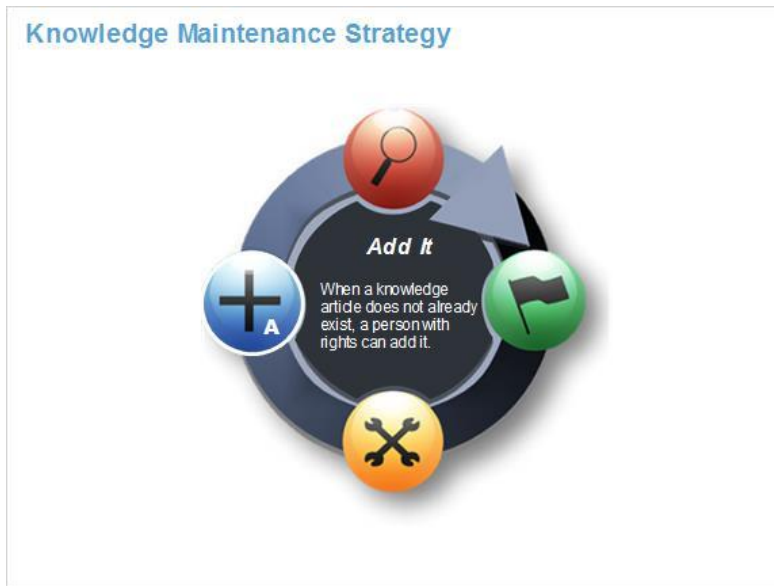 Knowledge Maintenance Strategy
Add It
When a knowledge
article does not already
exist, a person with
rights can add it.
A